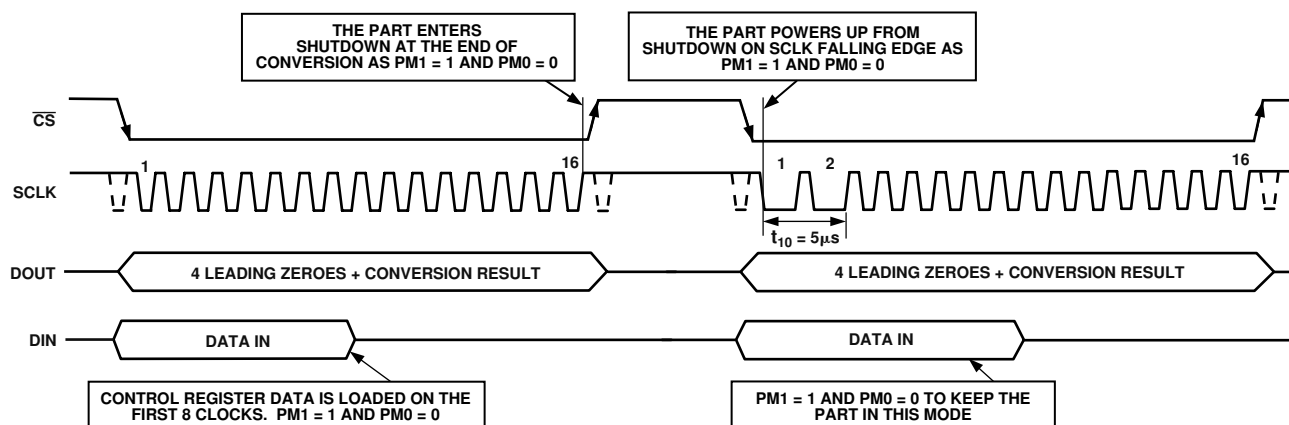 THE PART ENTERS
SHUTDOWN AT THE END OF
CONVERSION AS PM1 = 1 AND PM0 = 0
THE PART POWERS UP FROM
SHUTDOWN ON SCLK FALLING EDGE AS
PM1 = 1 AND PM0 = 0
CS
SCLK
1
16
1
2
16
t10 = 5μs
DOUT
4 LEADING ZEROES + CONVERSION RESULT
4 LEADING ZEROES + CONVERSION RESULT
DIN
DATA IN
DATA IN
CONTROL REGISTER DATA IS LOADED ON THE
FIRST 8 CLOCKS. PM1 = 1 AND PM0 = 0
PM1 = 1 AND PM0 = 0 TO KEEP THE
PART IN THIS MODE